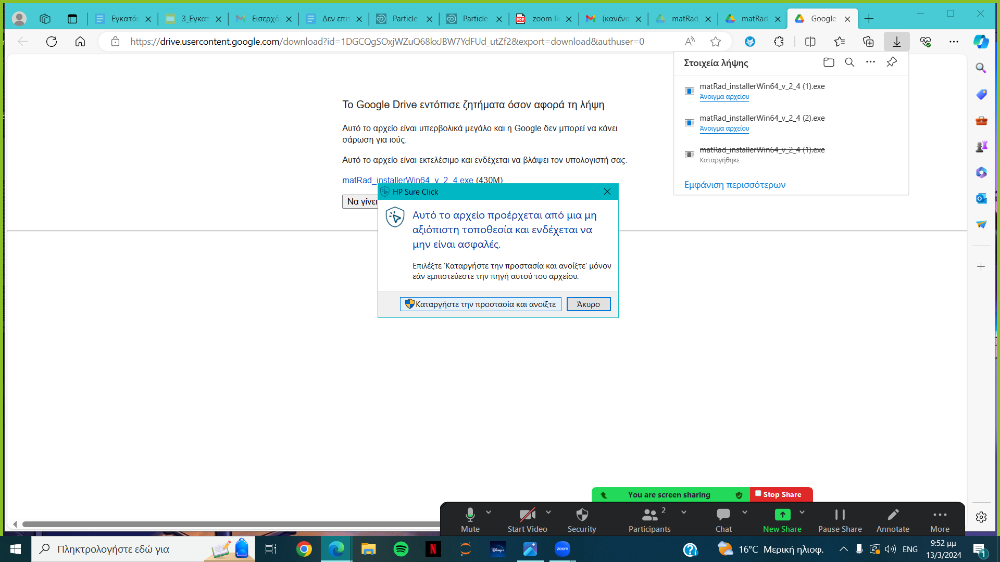 Εγκατάσ
3_Εγκατ
Εισερχό
Δεν επιτ
Particle
Particle
zoom lin
(κανένα
matRad
matRad
Google
https://drive.usercontent.google.com/download?id=1DGCQgSOxjWZuQ68kxJBW7YdFUd_utZf2&export=download&authuser=0
Στοιχεία λήψης
matRad_installerWin64_v_2_4 (1).exe
Άνοιγμα αρχείου
matRad_installerWin64_v_2_4 (2).exe
Άνοιγμα αρχείου
matRad_installerWin64_v_2_4 (1).exe
Καταργήθηκε
Εμφάνιση περισσότερων
Το Google Drive εντόπισε ζητήματα όσον αφορά τη λήψη
Αυτό το αρχείο είναι υπερβολικά μεγάλο και η Google δεν μπορεί να κάνει
σάρωση για ιούς.
Αυτό το αρχείο είναι εκτελέσιμο και ενδέχεται να βλάψει τον υπολογιστή σας.
matRad_installerWin64_v_2_4.exe (430M)
Να γίνει
HP Sure Click
Αυτό το αρχείο προέρχεται από μια μη
αξιόπιστη τοποθεσία και ενδέχεται να
μην είναι ασφαλές.
Επιλέξτε 'Καταργήστε την προστασία και ανοίξτε' μόνον
εάν εμπιστεύεστε την πηγή αυτού του αρχείου.
Καταργήστε την προστασία και ανοίξτε
Άκυρο
You are screen sharing
Stop Share
Mute
Start Video
Security
2
Participants
Chat
New Share
Pause Share
Annotate
More
Πληκτρολογήστε εδώ για
N
Disney+
zoom
16°C Μερική ηλιοφ.
ENG
9:52 μμ
13/3/2024
1